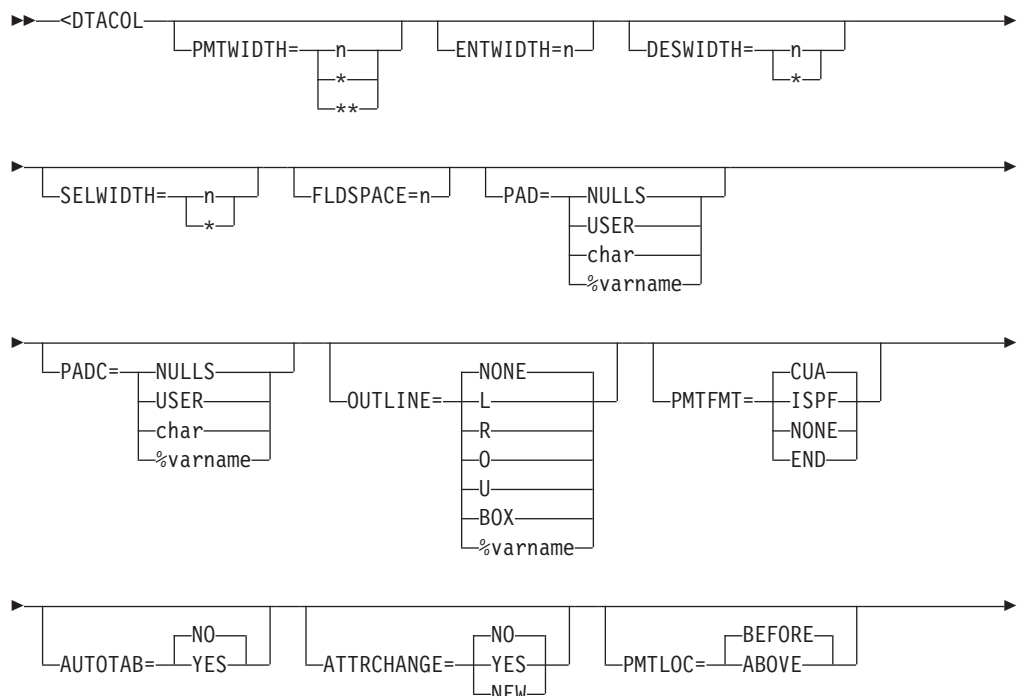 <DTACOL PMTWIDTH= n ENTWIDTH=n DESWIDTH= n
* *
**
SELWIDTH= n FLDSPACE=n PAD= NULLS
* USER
char
%varname
PADC= NULLS OUTLINE= NONE PMTFMT= CUA
USER L ISPF
char R NONE
%varname O END
U
BOX
%varname
AUTOTAB= NO ATTRCHANGE= NO PMTLOC= BEFORE
YES YES ABOVE
NEW